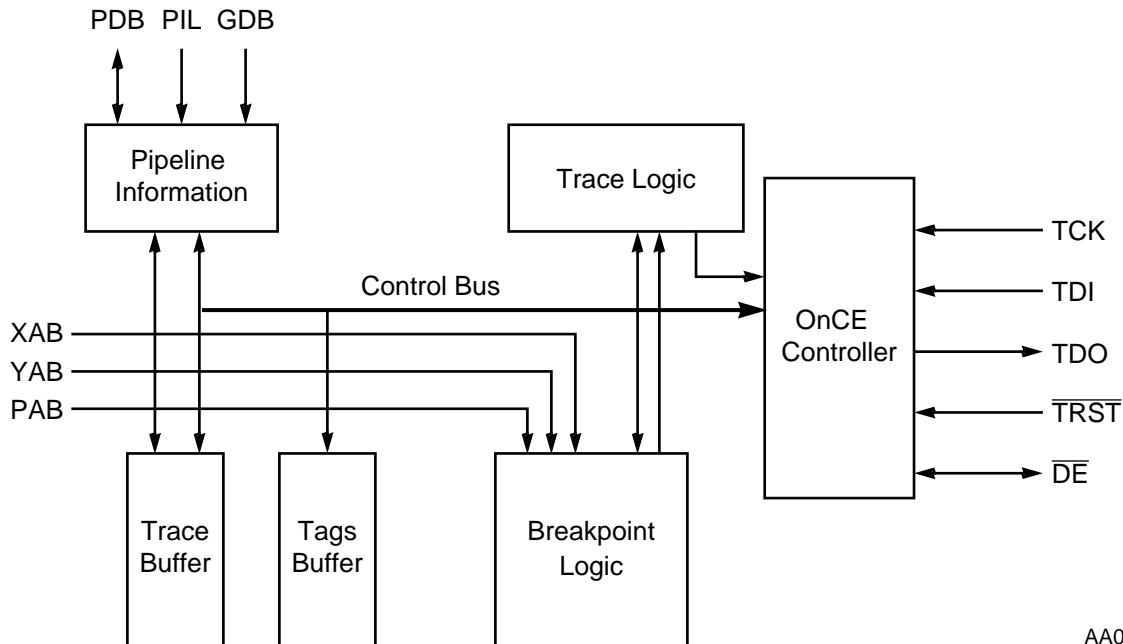 PDB PIL GDB
Pipeline
Information
Trace Logic
Control Bus
OnCE
Controller
TCK
TDI
TDO
TRST
DE
XAB
YAB
PAB
Trace
Buffer
Tags
Buffer
Breakpoint
Logic
AA0